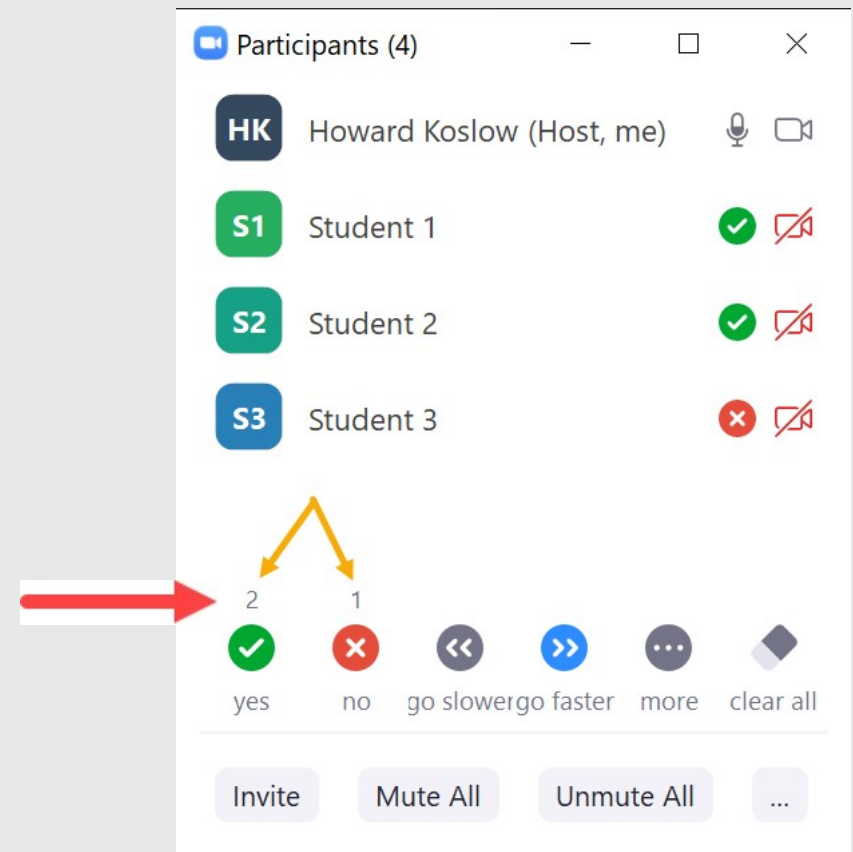 Participants (4)
HK Howard Koslow (Host, me)
S1 Student 1
S2 Student 2
S3 Student 3
2 1
yes no go slower go faster more clear all
Invite Mute All Unmute All ...